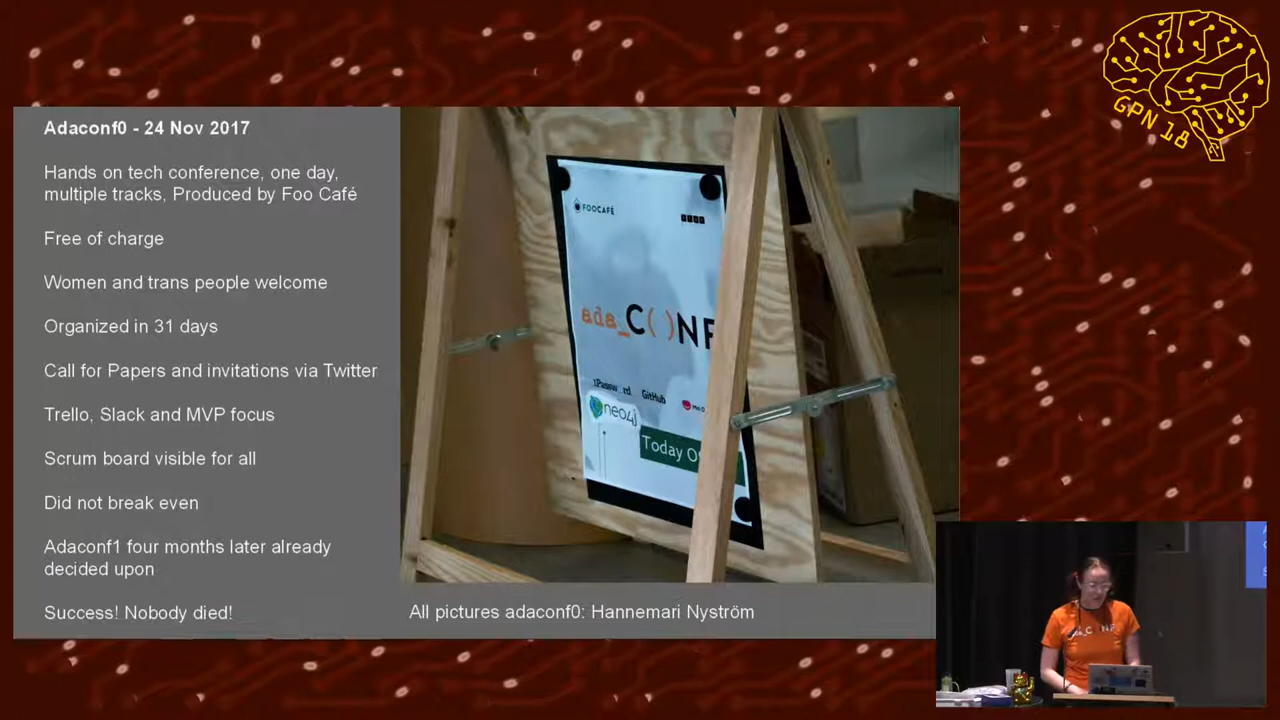 GPN 18
Adaconf0 - 24 Nov 2017
Hands on tech conference, one day,
multiple tracks, Produced by Foo Café
Free of charge
Women and trans people welcome
Organized in 31 days
Call for Papers and invitations via Twitter
Trello, Slack and MVP focus
Scrum board visible for all
Did not break even
Adaconf1 four months later already
decided upon
Success! Nobody died!
FOOCAFÉ
ada_C( )NF
GitHub
neo4j
Today
All pictures adaconf0: Hannemari Nyström